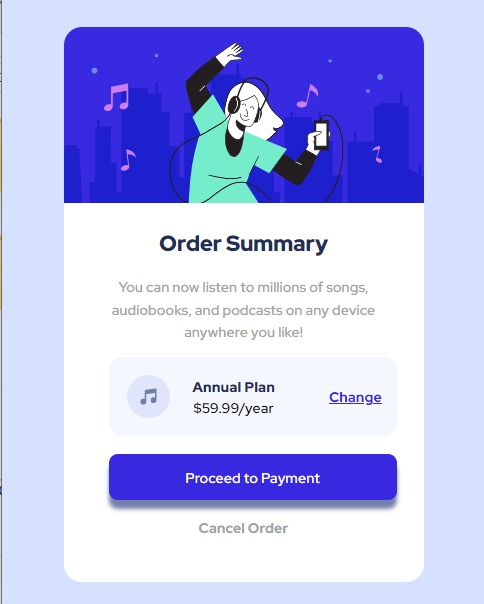 Order Summary
You can now listen to millions of songs,
audiobooks, and podcasts on any device
anywhere you like!
Annual Plan
$59.99/year
Change
Proceed to Payment
Cancel Order